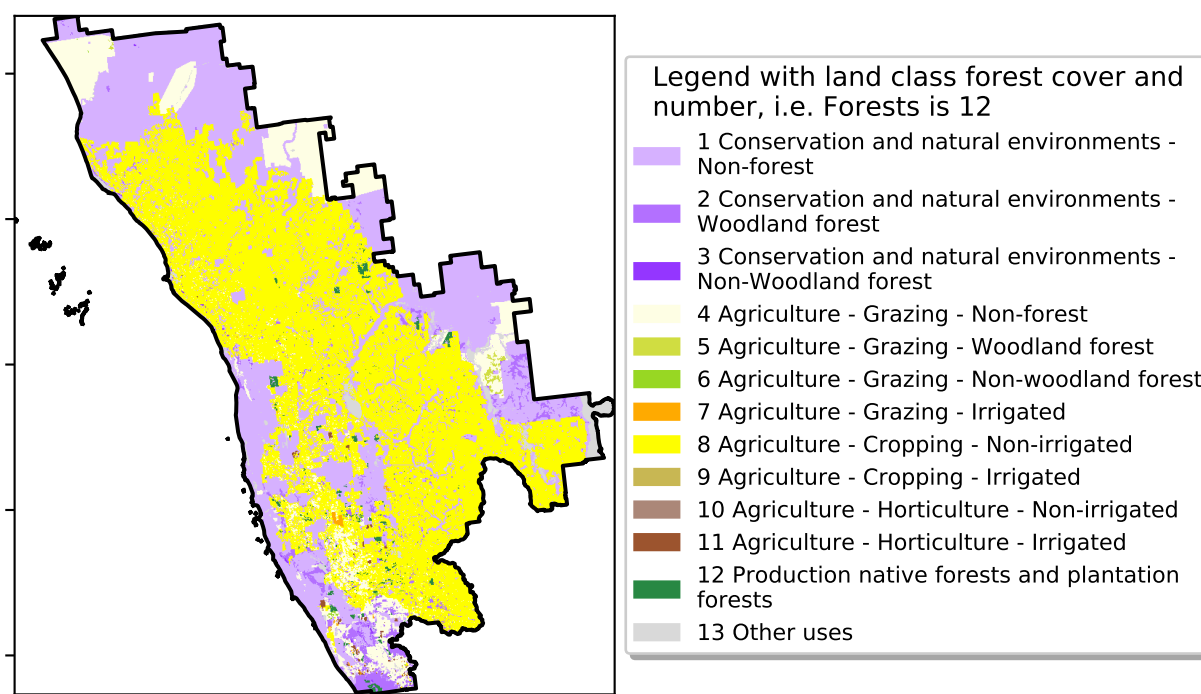 Legend with land class forest cover and
number, i.e. Forests is 12
1 Conservation and natural environments -
Non-forest
2 Conservation and natural environments -
Woodland forest
3 Conservation and natural environments -
Non-Woodland forest
4 Agriculture - Grazing - Non-forest
5 Agriculture - Grazing - Woodland forest
6 Agriculture - Grazing - Non-woodland forest
7 Agriculture - Grazing - Irrigated
8 Agriculture - Cropping - Non-irrigated
9 Agriculture - Cropping - Irrigated
10 Agriculture - Horticulture - Non-irrigated
11 Agriculture - Horticulture - Irrigated
12 Production native forests and plantation
forests
13 Other uses